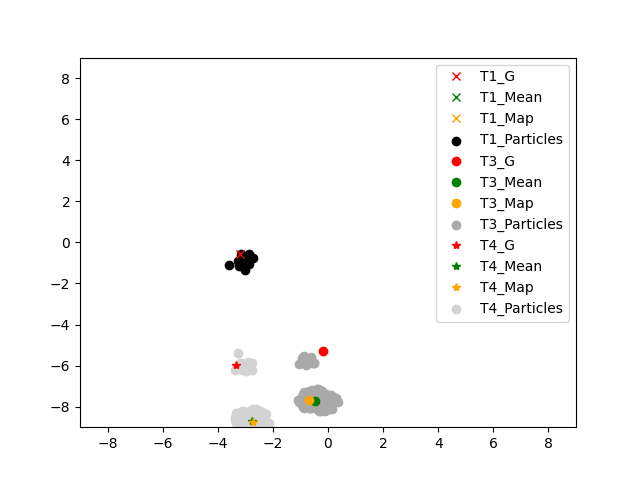 8
6
4
2
0
−2
−4
−6
−8
−8
−6
−4
−2
0
2
4
6
8
T1_G
T1_Mean
T1_Map
T1_Particles
T3_G
T3_Mean
T3_Map
T3_Particles
T4_G
T4_Mean
T4_Map
T4_Particles